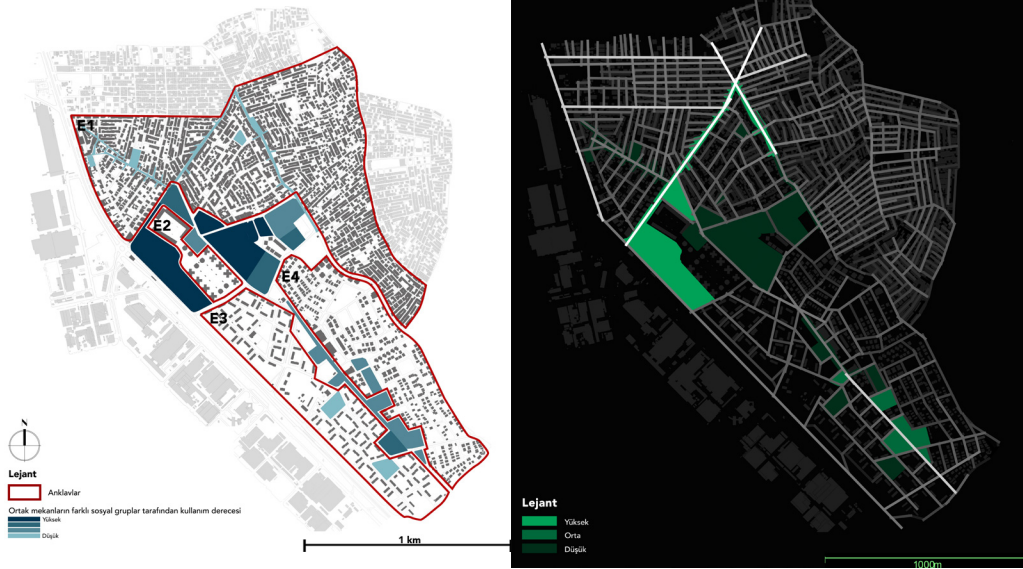 E1
E2
E4
E3
N
Lejant
Anklavlar
Ortak mekanların farklı sosyal gruplar tarafından kullanım derecesi
Yüksek
Düşük
1 km
Lejant
Yüksek
Orta
Düşük
1000m